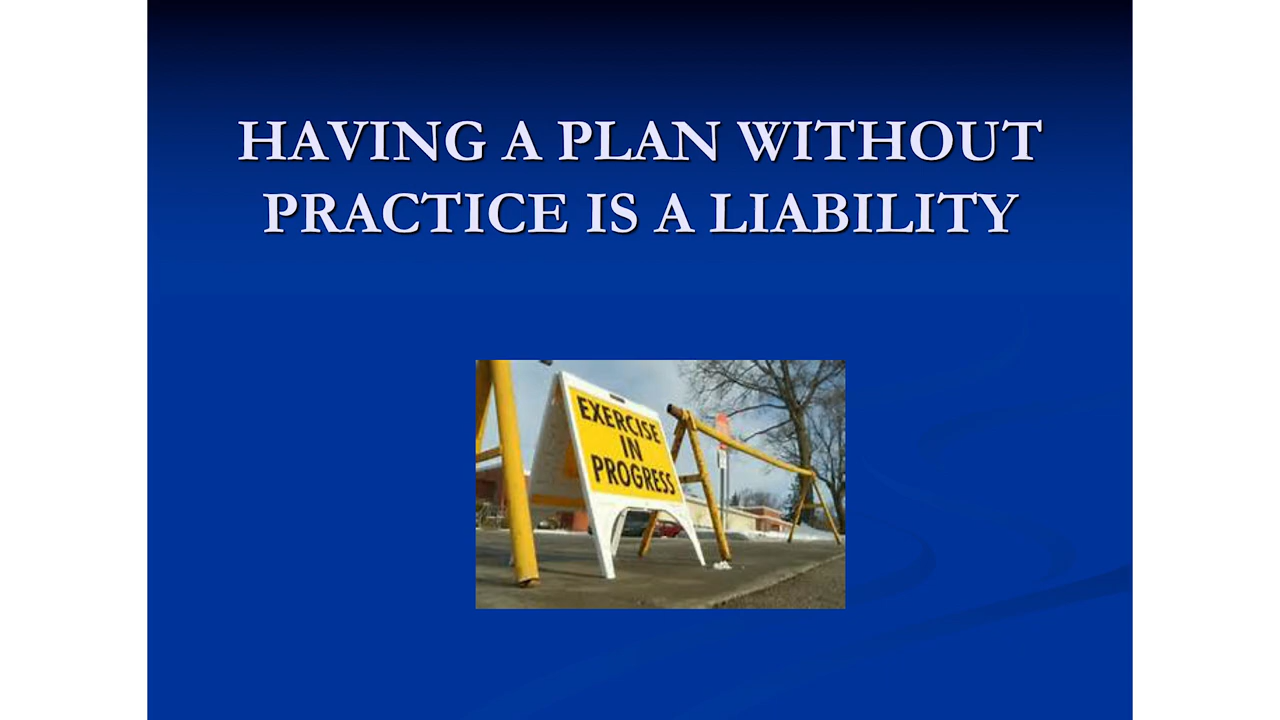 HAVING A PLAN WITHOUT
PRACTICE IS A LIABILITY
EXERCISE
IN
PROGRESS